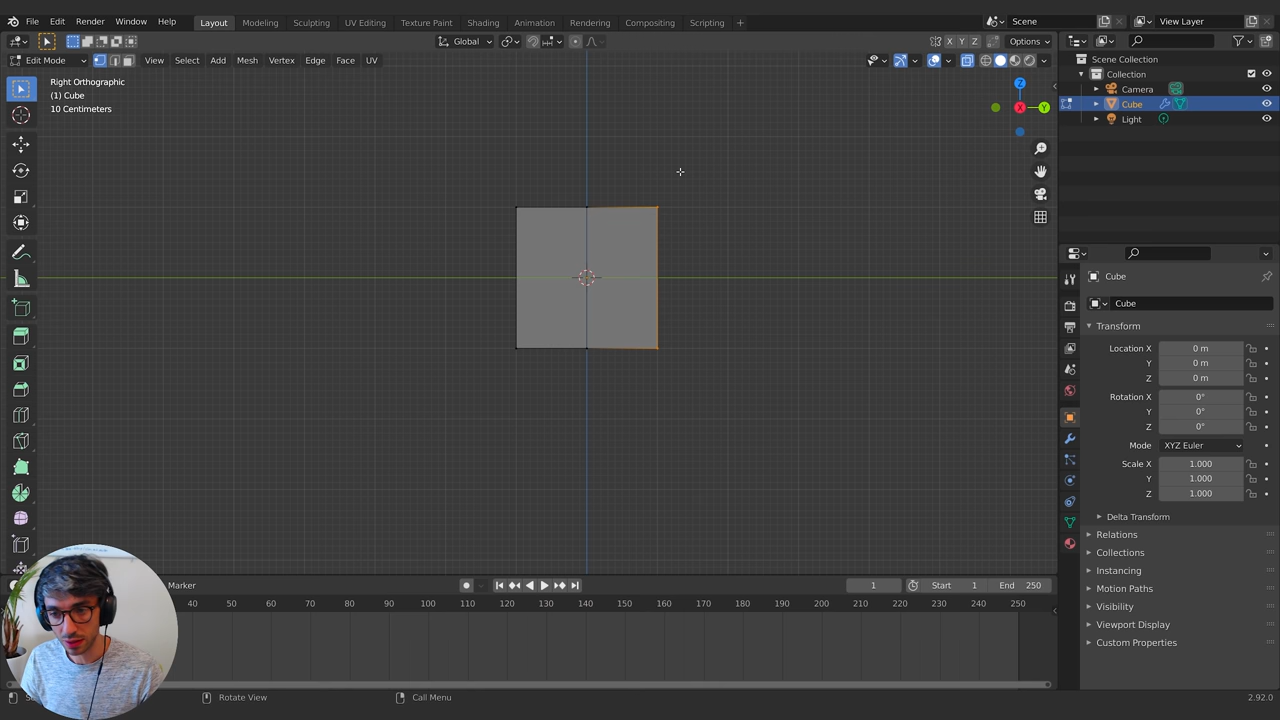 File Edit Render Window Help Layout Modeling Sculpting UV Editing Texture Paint Shading Animation Rendering Compositing Scripting + Scene View Layer
Global Options
Edit Mode View Select Add Mesh Vertex Edge Face UV
X Y Z
Right Orthographic
(1) Cube
10 Centimeters
Z
X
Y
Scene Collection
Collection
Camera
Cube
Light
Cube
Cube
Transform
Location X 0 m
Y 0 m
Z 0 m
Rotation X 0°
Y 0°
Z 0°
Mode XYZ Euler
Scale X 1.000
Y 1.000
Z 1.000
Delta Transform
Relations
Collections
Instancing
Motion Paths
Visibility
Viewport Display
Custom Properties
Marker 1 Start 1 End 250
40 50 60 70 80 90 100 110 120 130 140 150 160 170 180 190 200 210 220 230 240 250
Rotate View Call Menu 2.92.0